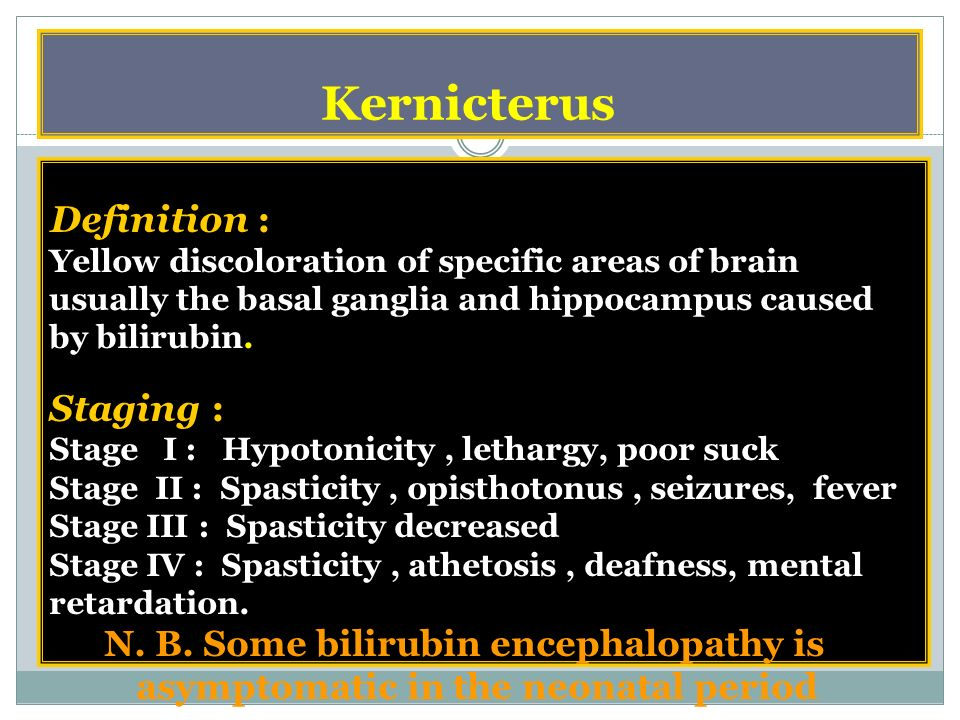 Kernicterus
Definition :
Yellow discoloration of specific areas of brain
usually the basal ganglia and hippocampus caused
by bilirubin.
Staging :
Stage I : Hypotonicity , lethargy, poor suck
Stage II : Spasticity , opisthotonus , seizures, fever
Stage III : Spasticity decreased
Stage IV : Spasticity , athetosis , deafness, mental
retardation.
N. B. Some bilirubin encephalopathy is
asymptomatic in the neonatal period